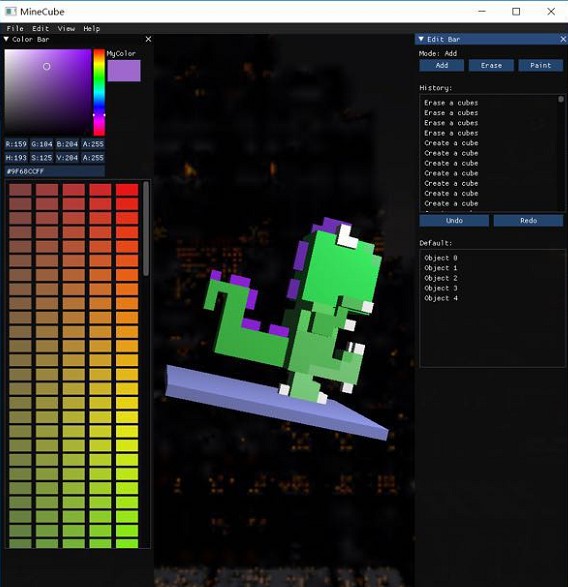 MineCube
File Edit View Help
Color Bar
MyColor
R:159 G:104 B:204 A:255
H:193 S:125 V:204 A:255
#9F68CCFF
Edit Bar
Mode: Add
Add Erase Paint
History:
Erase a cubes
Erase a cubes
Erase a cubes
Erase a cubes
Create a cube
Create a cube
Create a cube
Create a cube
Create a cube
Create a cube
Create a cube
Undo Redo
Default:
Object 0
Object 1
Object 2
Object 3
Object 4